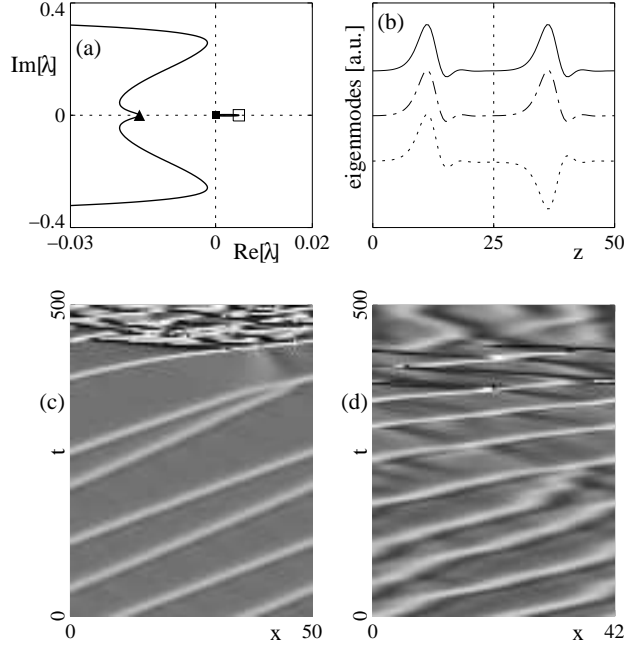 0.4
(a)
Im[λ]
0
−0.4
−0.03
0
0.02
Re[λ]
(b)
eigenmodes [a.u.]
0
25
50
z
500
(c)
t
0
0
x
50
500
(d)
t
0
0
x
42